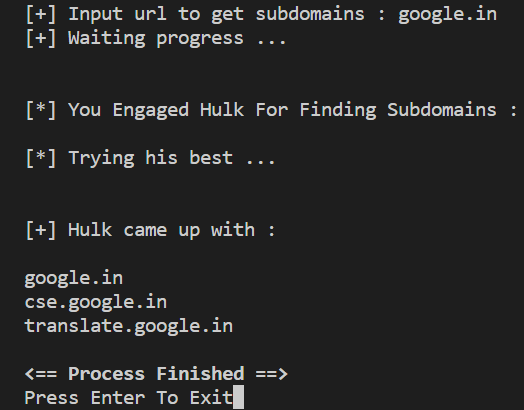 [+] Input url to get subdomains : google.in
[+] Waiting progress ...
[*] You Engaged Hulk For Finding Subdomains :
[*] Trying his best ...
[+] Hulk came up with :
google.in
cse.google.in
translate.google.in
<== Process Finished ==>
Press Enter To Exit